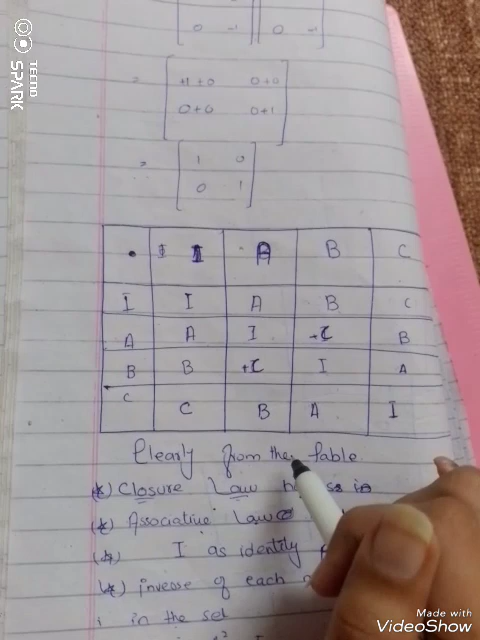 TECNO
SPARK
0 -1 0 -1
= +1+0 0+0
0+0 0+1
= 1 0
0 1
• I A B C
I I A B C
A A I C B
B B C I A
C C B A I
Clearly from the table
(*) Closure Law in
(*) Associative Law
(*) I as identity
(*) inverse of each
in the set
Made with
VideoShow